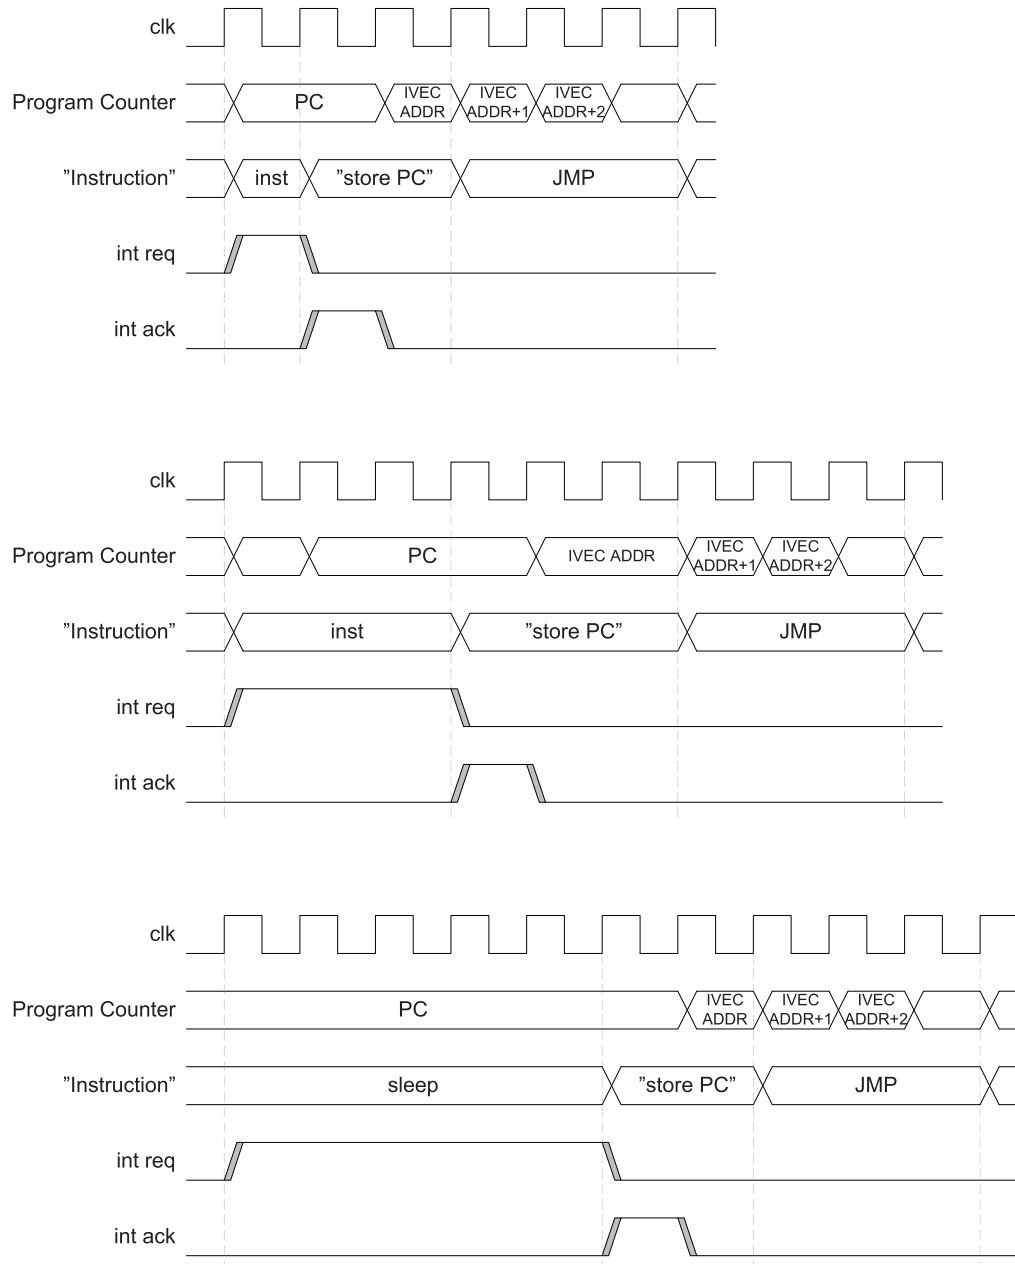 clk
Program Counter
PC
IVEC
ADDR
IVEC
ADDR+1
IVEC
ADDR+2
”Instruction”
inst
”store PC”
JMP
int req
int ack
clk
Program Counter
PC
IVEC ADDR
IVEC
ADDR+1
IVEC
ADDR+2
”Instruction”
inst
”store PC”
JMP
int req
int ack
clk
Program Counter
PC
IVEC
ADDR
IVEC
ADDR+1
IVEC
ADDR+2
”Instruction”
sleep
”store PC”
JMP
int req
int ack